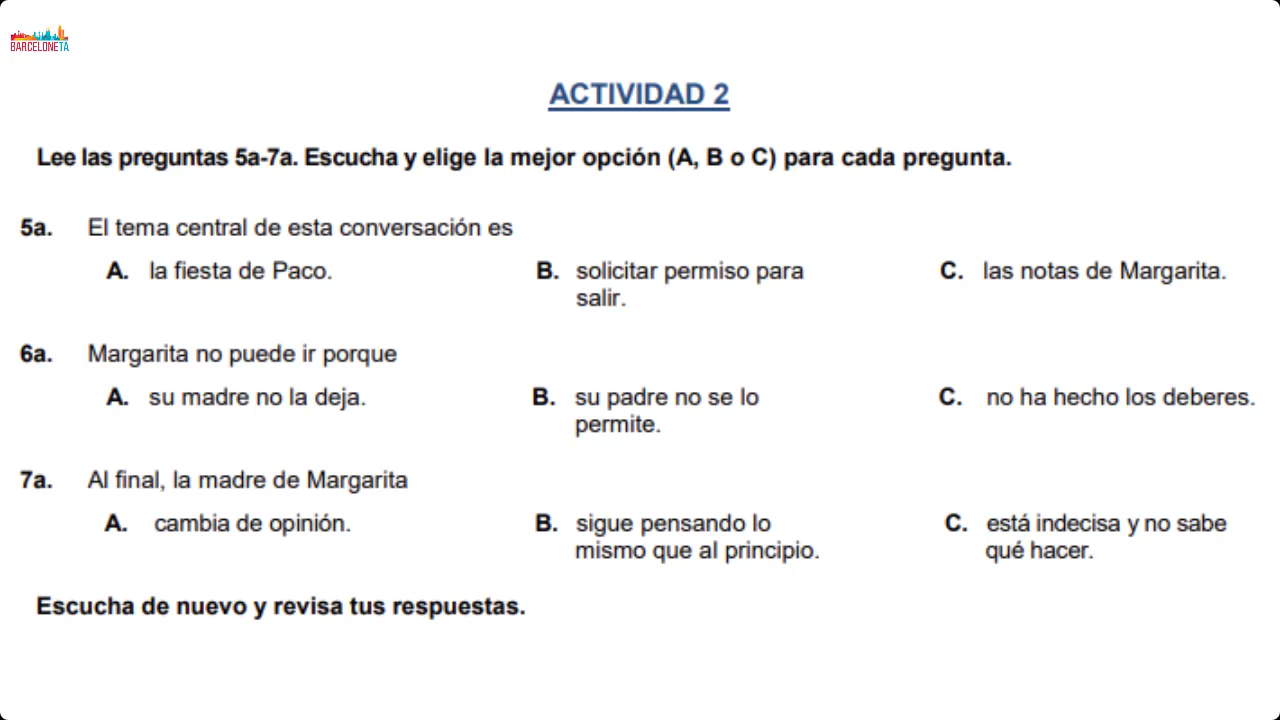 BARCELONETA
ACTIVIDAD 2
Lee las preguntas 5a-7a. Escucha y elige la mejor opción (A, B o C) para cada pregunta.
5a. El tema central de esta conversación es
A. la fiesta de Paco. B. solicitar permiso para C. las notas de Margarita.
salir.
6a. Margarita no puede ir porque
A. su madre no la deja. B. su padre no se lo C. no ha hecho los deberes.
permite.
7a. Al final, la madre de Margarita
A. cambia de opinión. B. sigue pensando lo C. está indecisa y no sabe
mismo que al principio. qué hacer.
Escucha de nuevo y revisa tus respuestas.